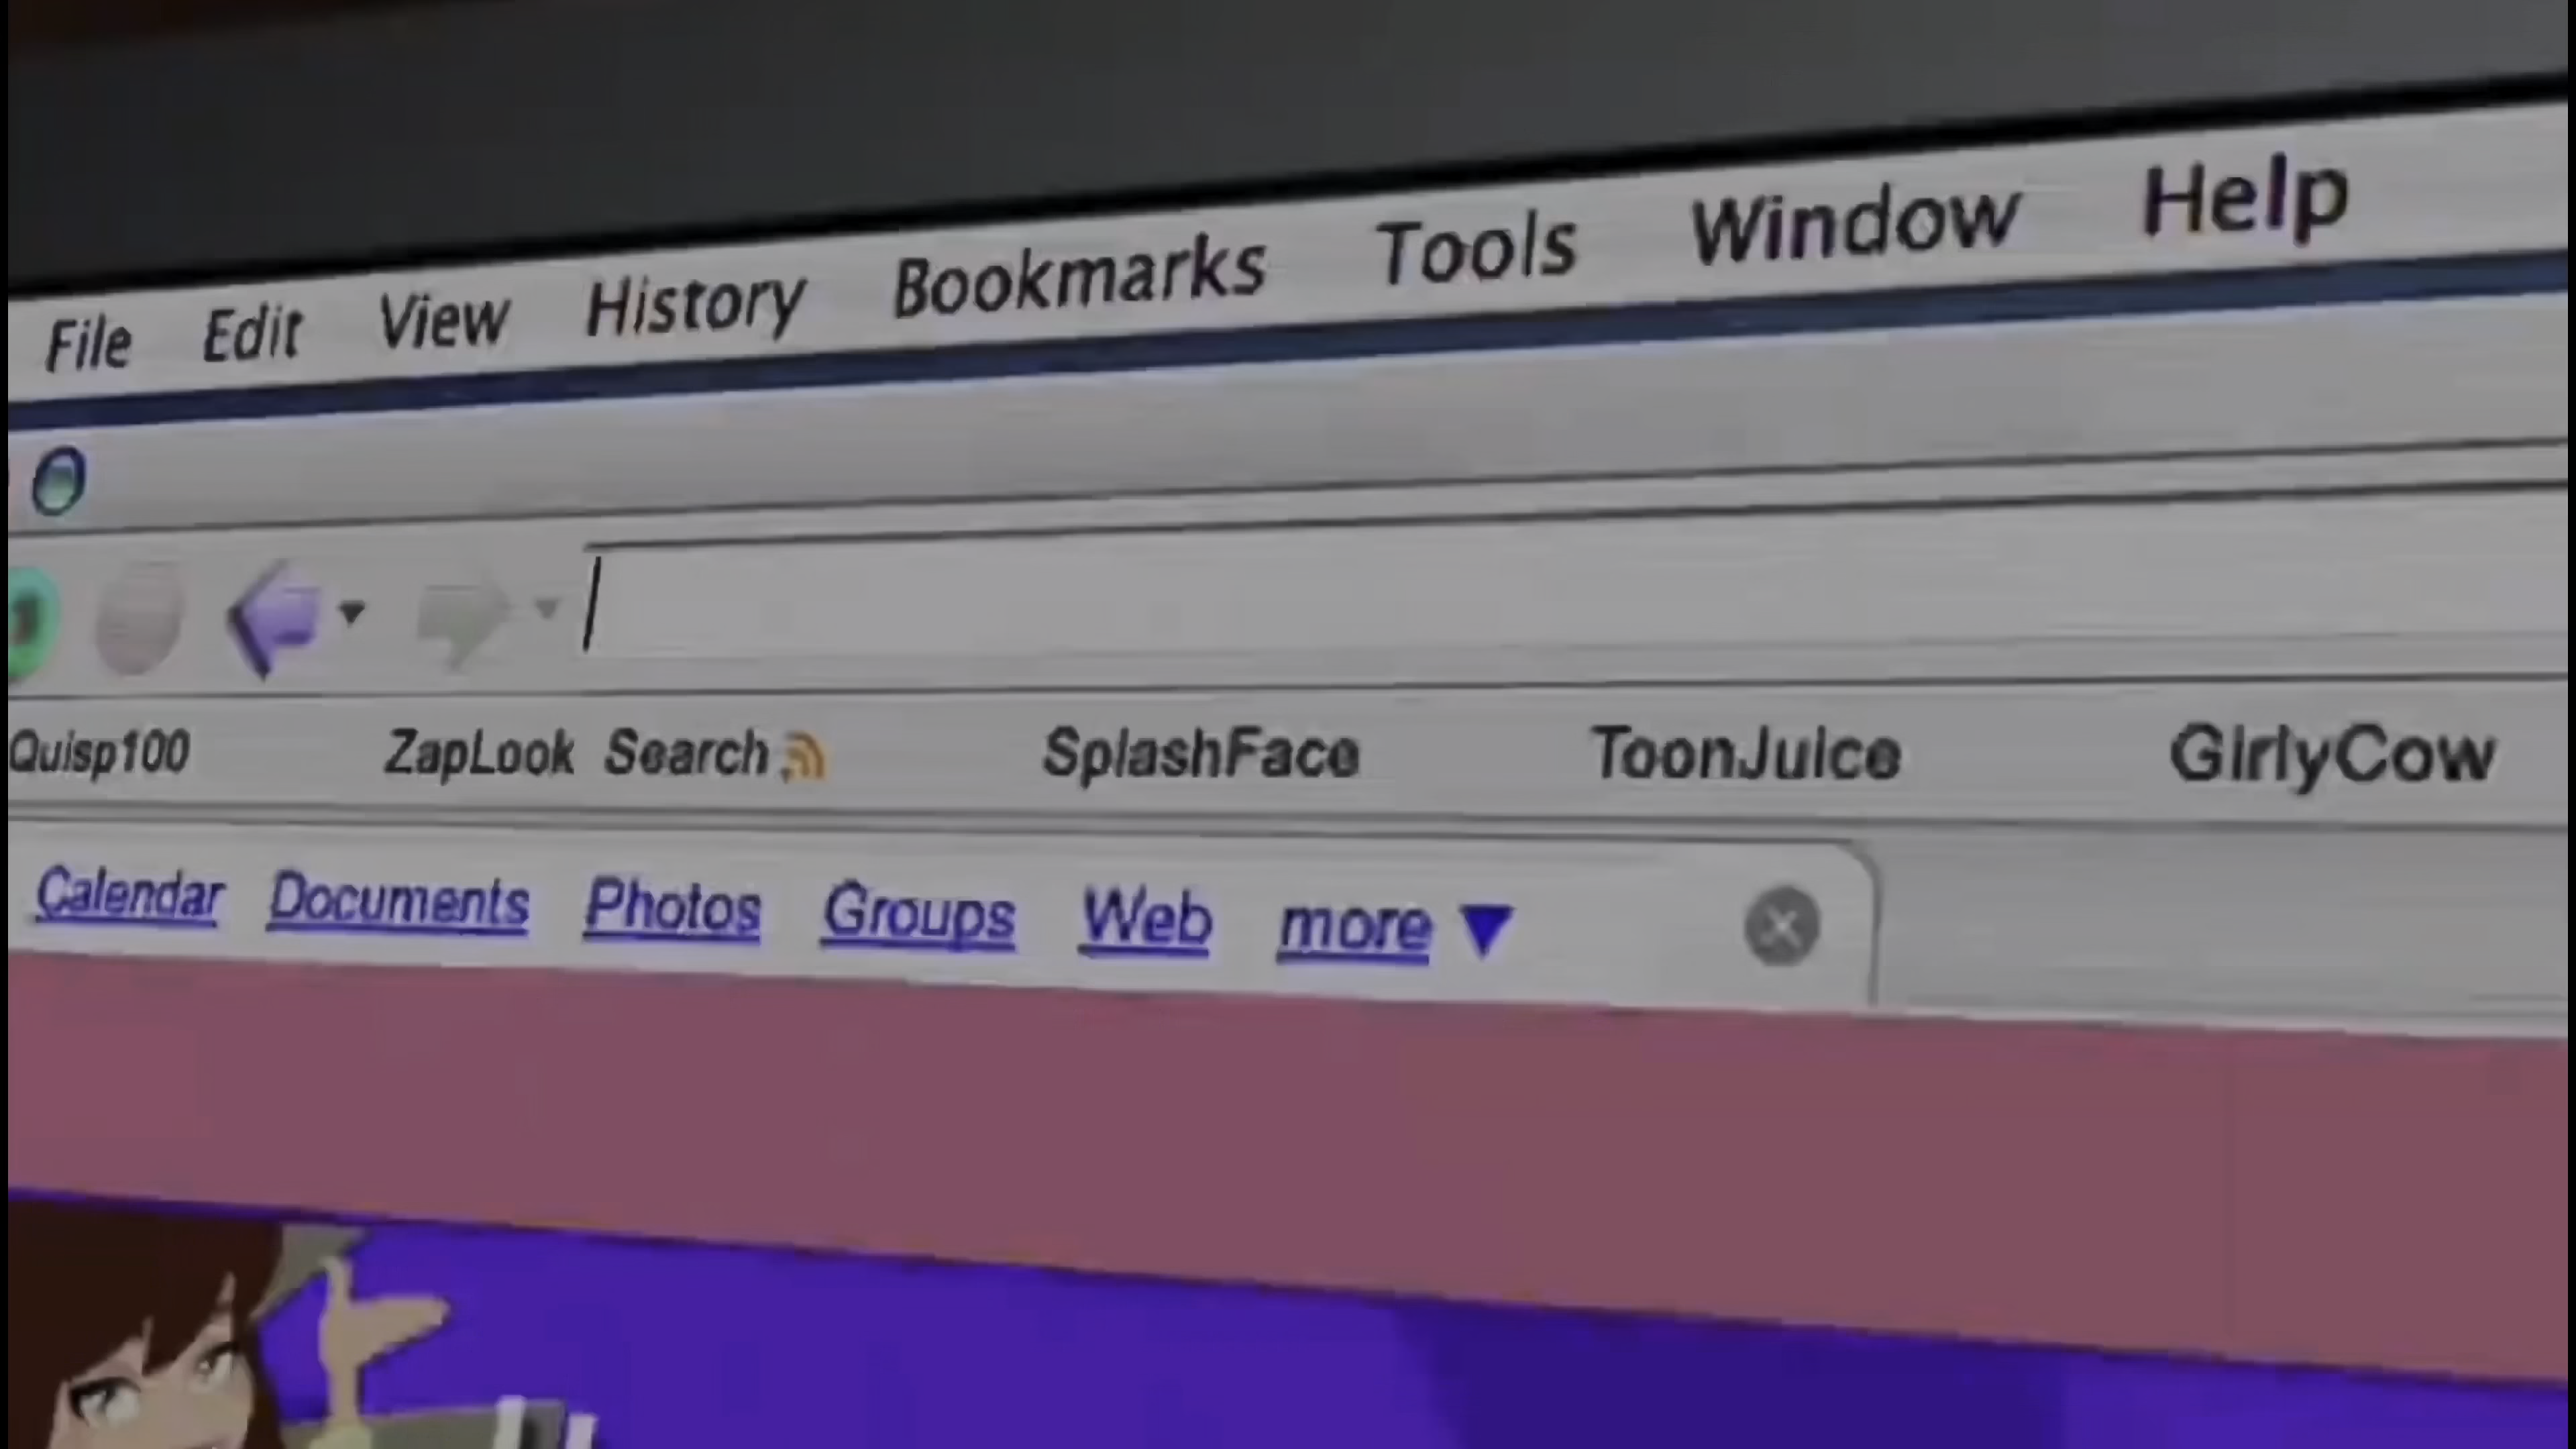 File Edit View History Bookmarks Tools Window Help
Quisp100 ZapLook Search SplashFace ToonJuice GirlyCow
Calendar Documents Photos Groups Web more